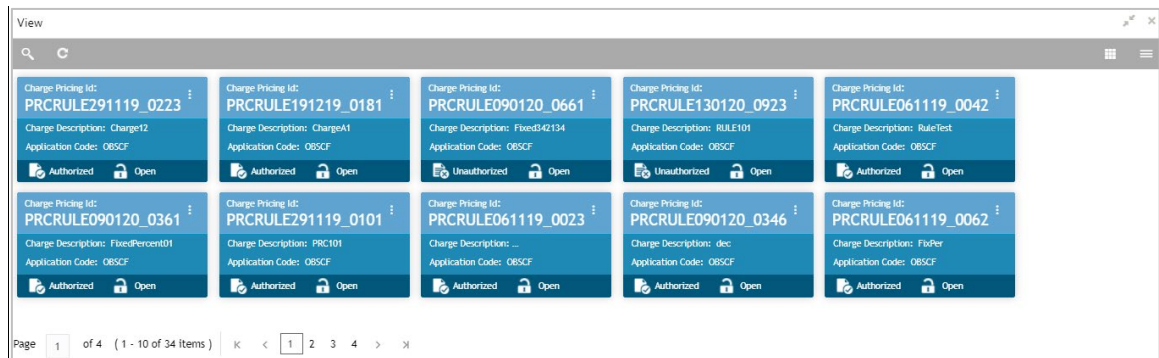 View
Charge Pricing Id:
PRCRULE291119_0223
Charge Description: Charge12
Application Code: OBSCF
Authorized Open
Charge Pricing Id:
PRCRULE191219_0181
Charge Description: ChargeA1
Application Code: OBSCF
Authorized Open
Charge Pricing Id:
PRCRULE090120_0661
Charge Description: Fixed342134
Application Code: OBSCF
Unauthorized Open
Charge Pricing Id:
PRCRULE130120_0923
Charge Description: RULE101
Application Code: OBSCF
Unauthorized Open
Charge Pricing Id:
PRCRULE061119_0042
Charge Description: RuleTest
Application Code: OBSCF
Authorized Open
Charge Pricing Id:
PRCRULE090120_0361
Charge Description: FixedPercent01
Application Code: OBSCF
Authorized Open
Charge Pricing Id:
PRCRULE291119_0101
Charge Description: PRC101
Application Code: OBSCF
Authorized Open
Charge Pricing Id:
PRCRULE061119_0023
Charge Description: ...
Application Code: OBSCF
Authorized Open
Charge Pricing Id:
PRCRULE090120_0346
Charge Description: dec
Application Code: OBSCF
Authorized Open
Charge Pricing Id:
PRCRULE061119_0062
Charge Description: FixPer
Application Code: OBSCF
Authorized Open
Page 1 of 4 (1 - 10 of 34 items) 1 2 3 4